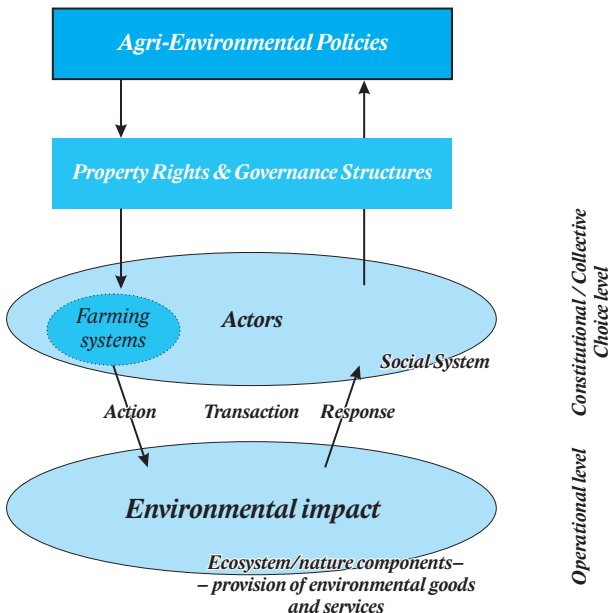 Agri-Environmental Policies
Property Rights & Governance Structures
Farming
systems
Actors
Social System
Action
Transaction
Response
Environmental impact
Ecosystem/nature components–
– provision of environmental goods
and services
Constitutional / Collective
Choice level
Operational level